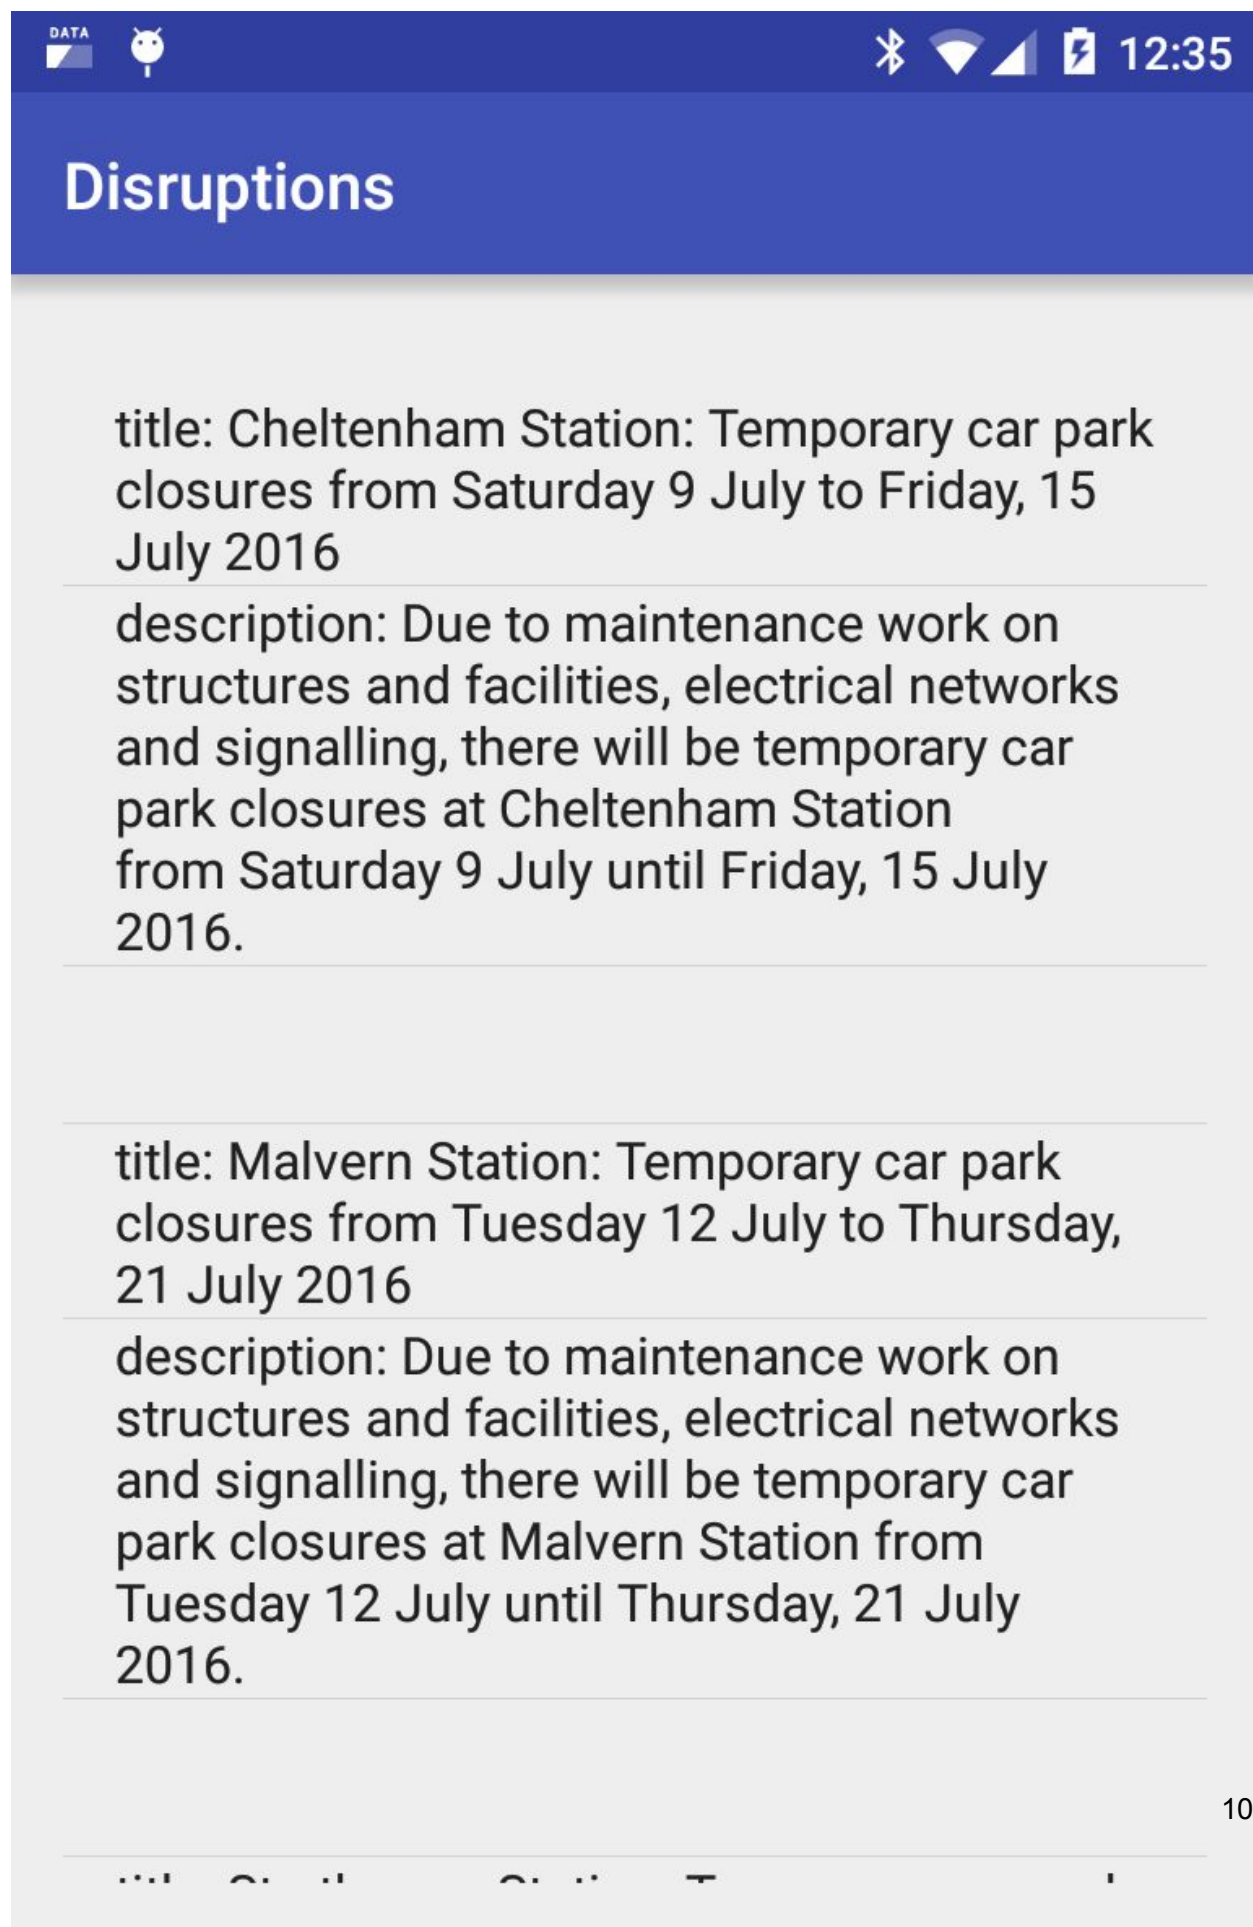 DATA
12:35
Disruptions
title: Cheltenham Station: Temporary car park
closures from Saturday 9 July to Friday, 15
July 2016
description: Due to maintenance work on
structures and facilities, electrical networks
and signalling, there will be temporary car
park closures at Cheltenham Station
from Saturday 9 July until Friday, 15 July
2016.
title: Malvern Station: Temporary car park
closures from Tuesday 12 July to Thursday,
21 July 2016
description: Due to maintenance work on
structures and facilities, electrical networks
and signalling, there will be temporary car
park closures at Malvern Station from
Tuesday 12 July until Thursday, 21 July
2016.
10